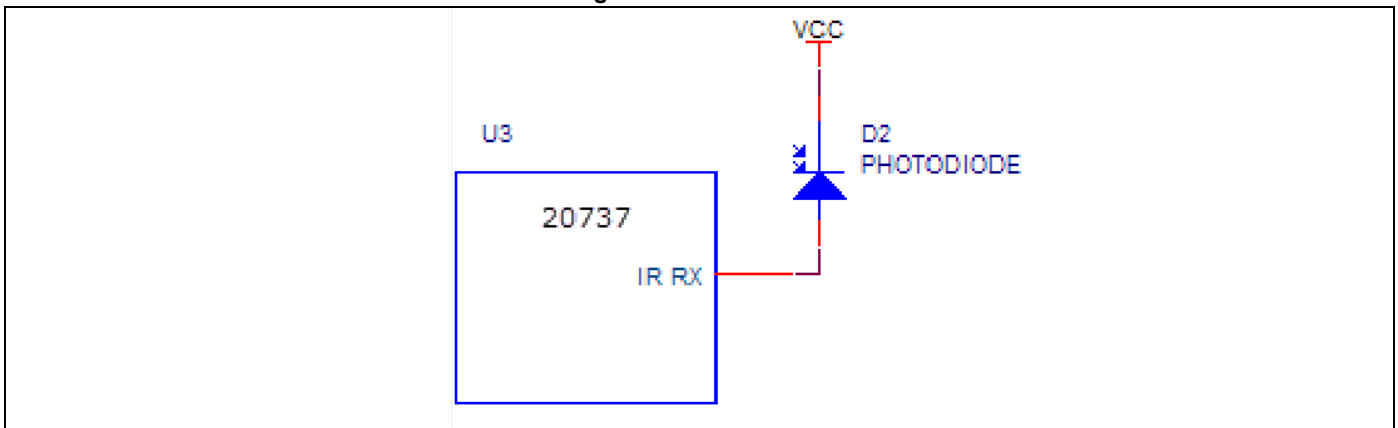 VCC
U3
D2
PHOTODIODE
20737
IR RX